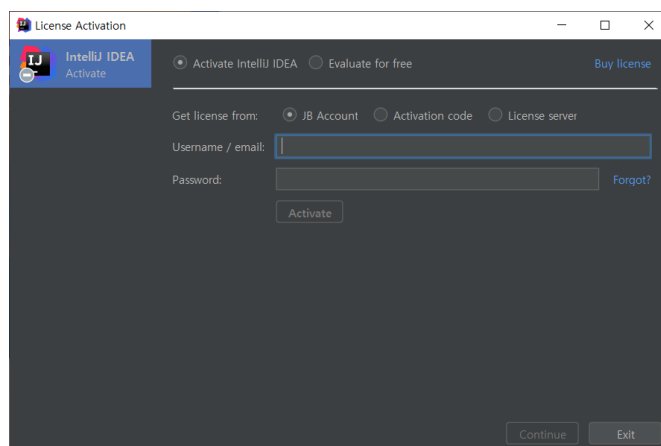 License Activation
IJ
IntelliJ IDEA
Activate
Activate IntelliJ IDEA Evaluate for free Buy license
Get license from: JB Account Activation code License server
Username / email:
Password: Forgot?
Activate
Continue Exit